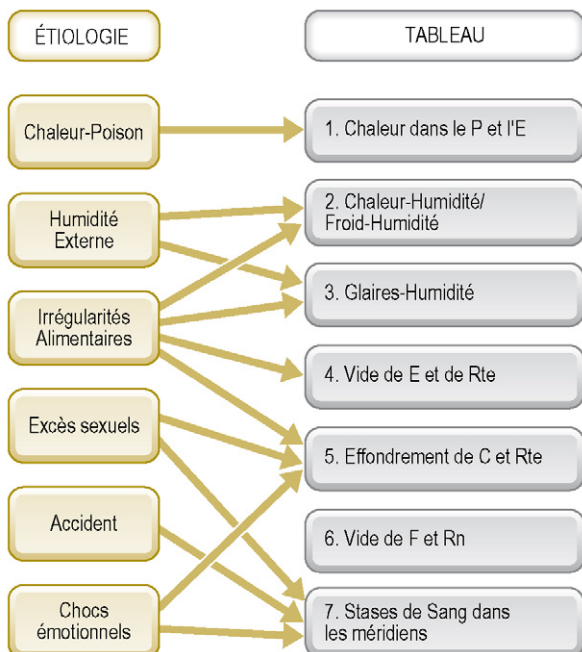 ÉTIOLOGIE
TABLEAU
Chaleur-Poison
1. Chaleur dans le P et l'E
Humidité
Externe
2. Chaleur-Humidité/
Froid-Humidité
Irrégularités
Alimentaires
3. Glaires-Humidité
4. Vide de E et de Rte
Excès sexuels
5. Effondrement de C et Rte
Accident
6. Vide de F et Rn
Chocs
émotionnels
7. Stases de Sang dans
les méridiens